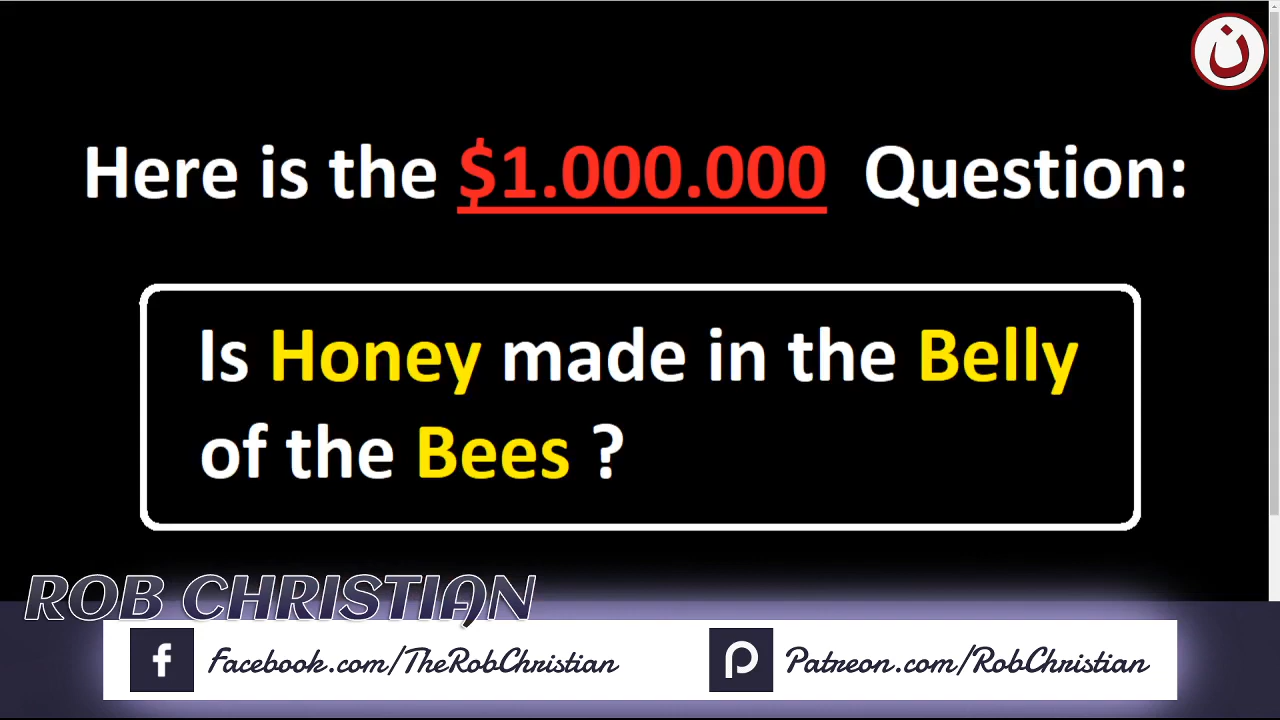 ن
Here is the $1.000.000 Question:
Is Honey made in the Belly
of the Bees ?
ROB CHRISTIAN
f Facebook.com/TheRobChristian
Patreon.com/RobChristian